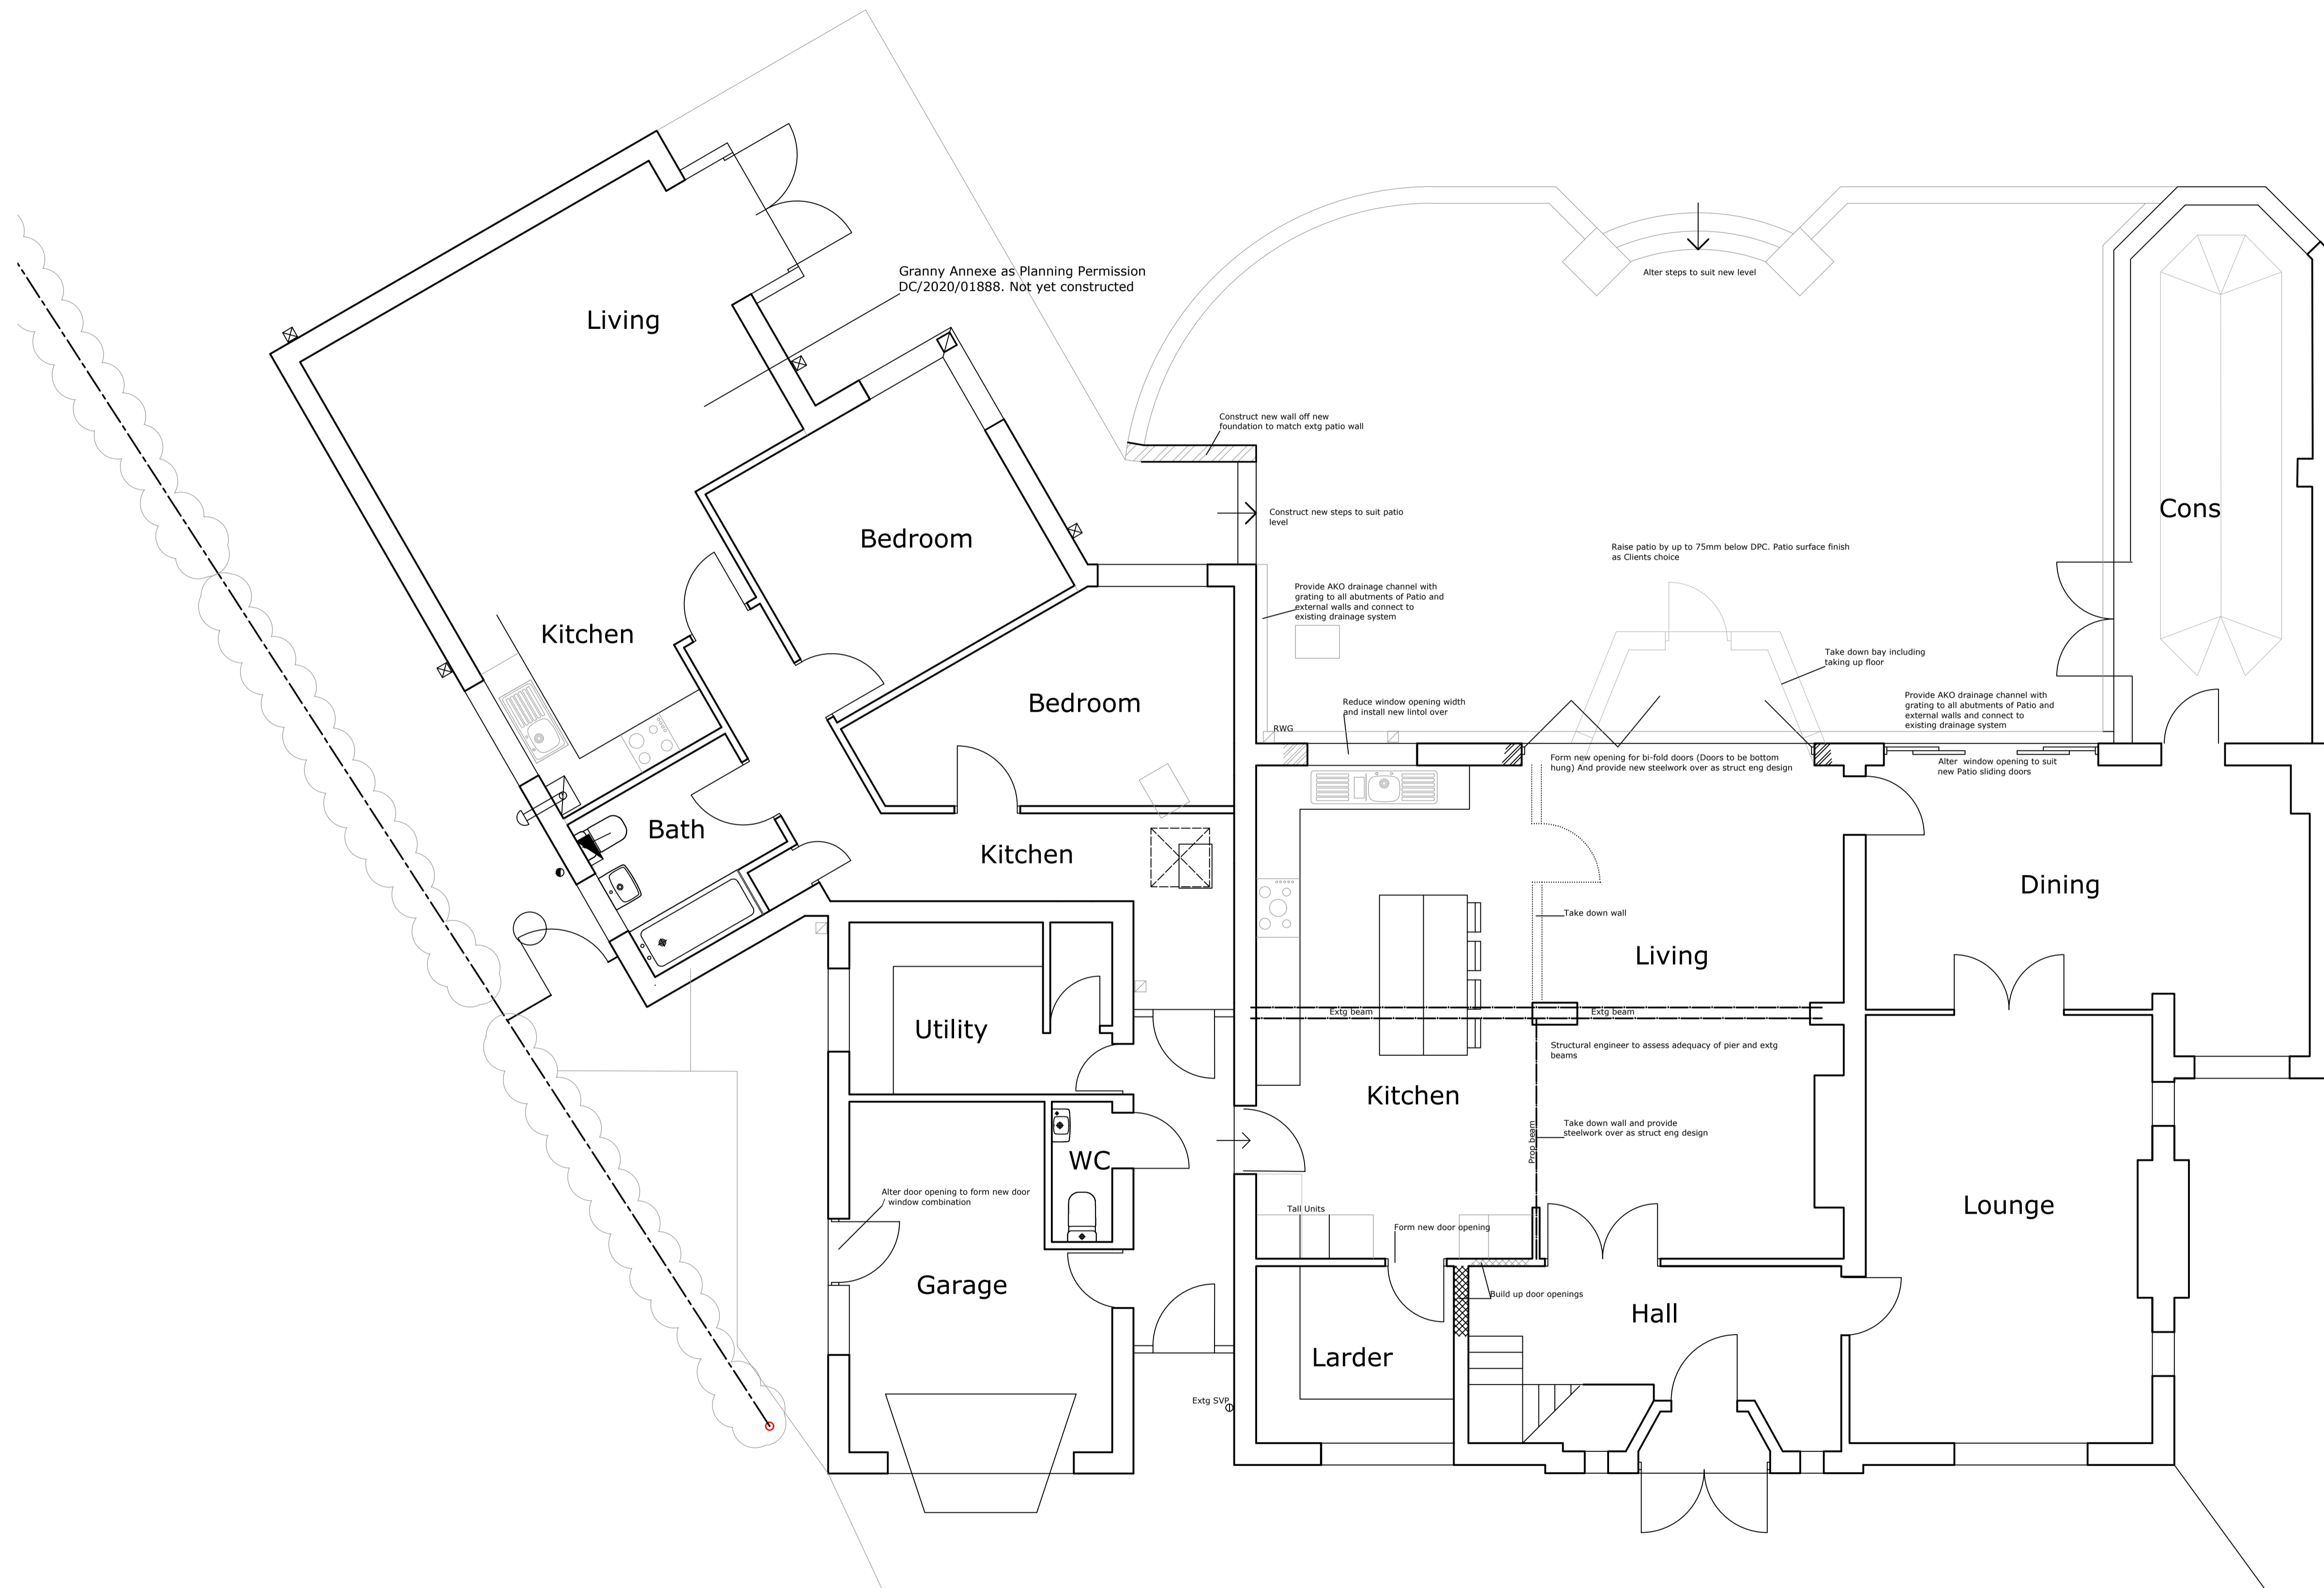 Granny Annexe as Planning Permission
DC/2020/01888. Not yet constructed
Alter steps to suit new level
Living
Construct new wall off new
foundation to match extg patio wall
Cons
Construct new steps to suit patio
level
Bedroom
Raise patio by up to 75mm below DPC. Patio surface finish
as Clients choice
Provide AKO drainage channel with
grating to all abutments of Patio and
external walls and connect to
existing drainage system
Kitchen
Take down bay including
taking up floor
Bedroom
Reduce window opening width
and install new lintol over
Provide AKO drainage channel with
grating to all abutments of Patio and
external walls and connect to
existing drainage system
RWG
Form new opening for bi-fold doors (Doors to be bottom
hung) And provide new steelwork over as struct eng design
Alter  window opening to suit
new Patio sliding doors
Bath
Kitchen
Dining
Take down wall
Living
Extg beam
Extg beam
Utility
Structural engineer to assess adequacy of pier and extg
beams
Kitchen
Take down wall and provide
steelwork over as struct eng design
Prop beam
WC
Alter door opening to form new door
/ window combination
Lounge
Tall Units
Form new door opening
Garage
Build up door openings
Hall
Larder
Extg SVP